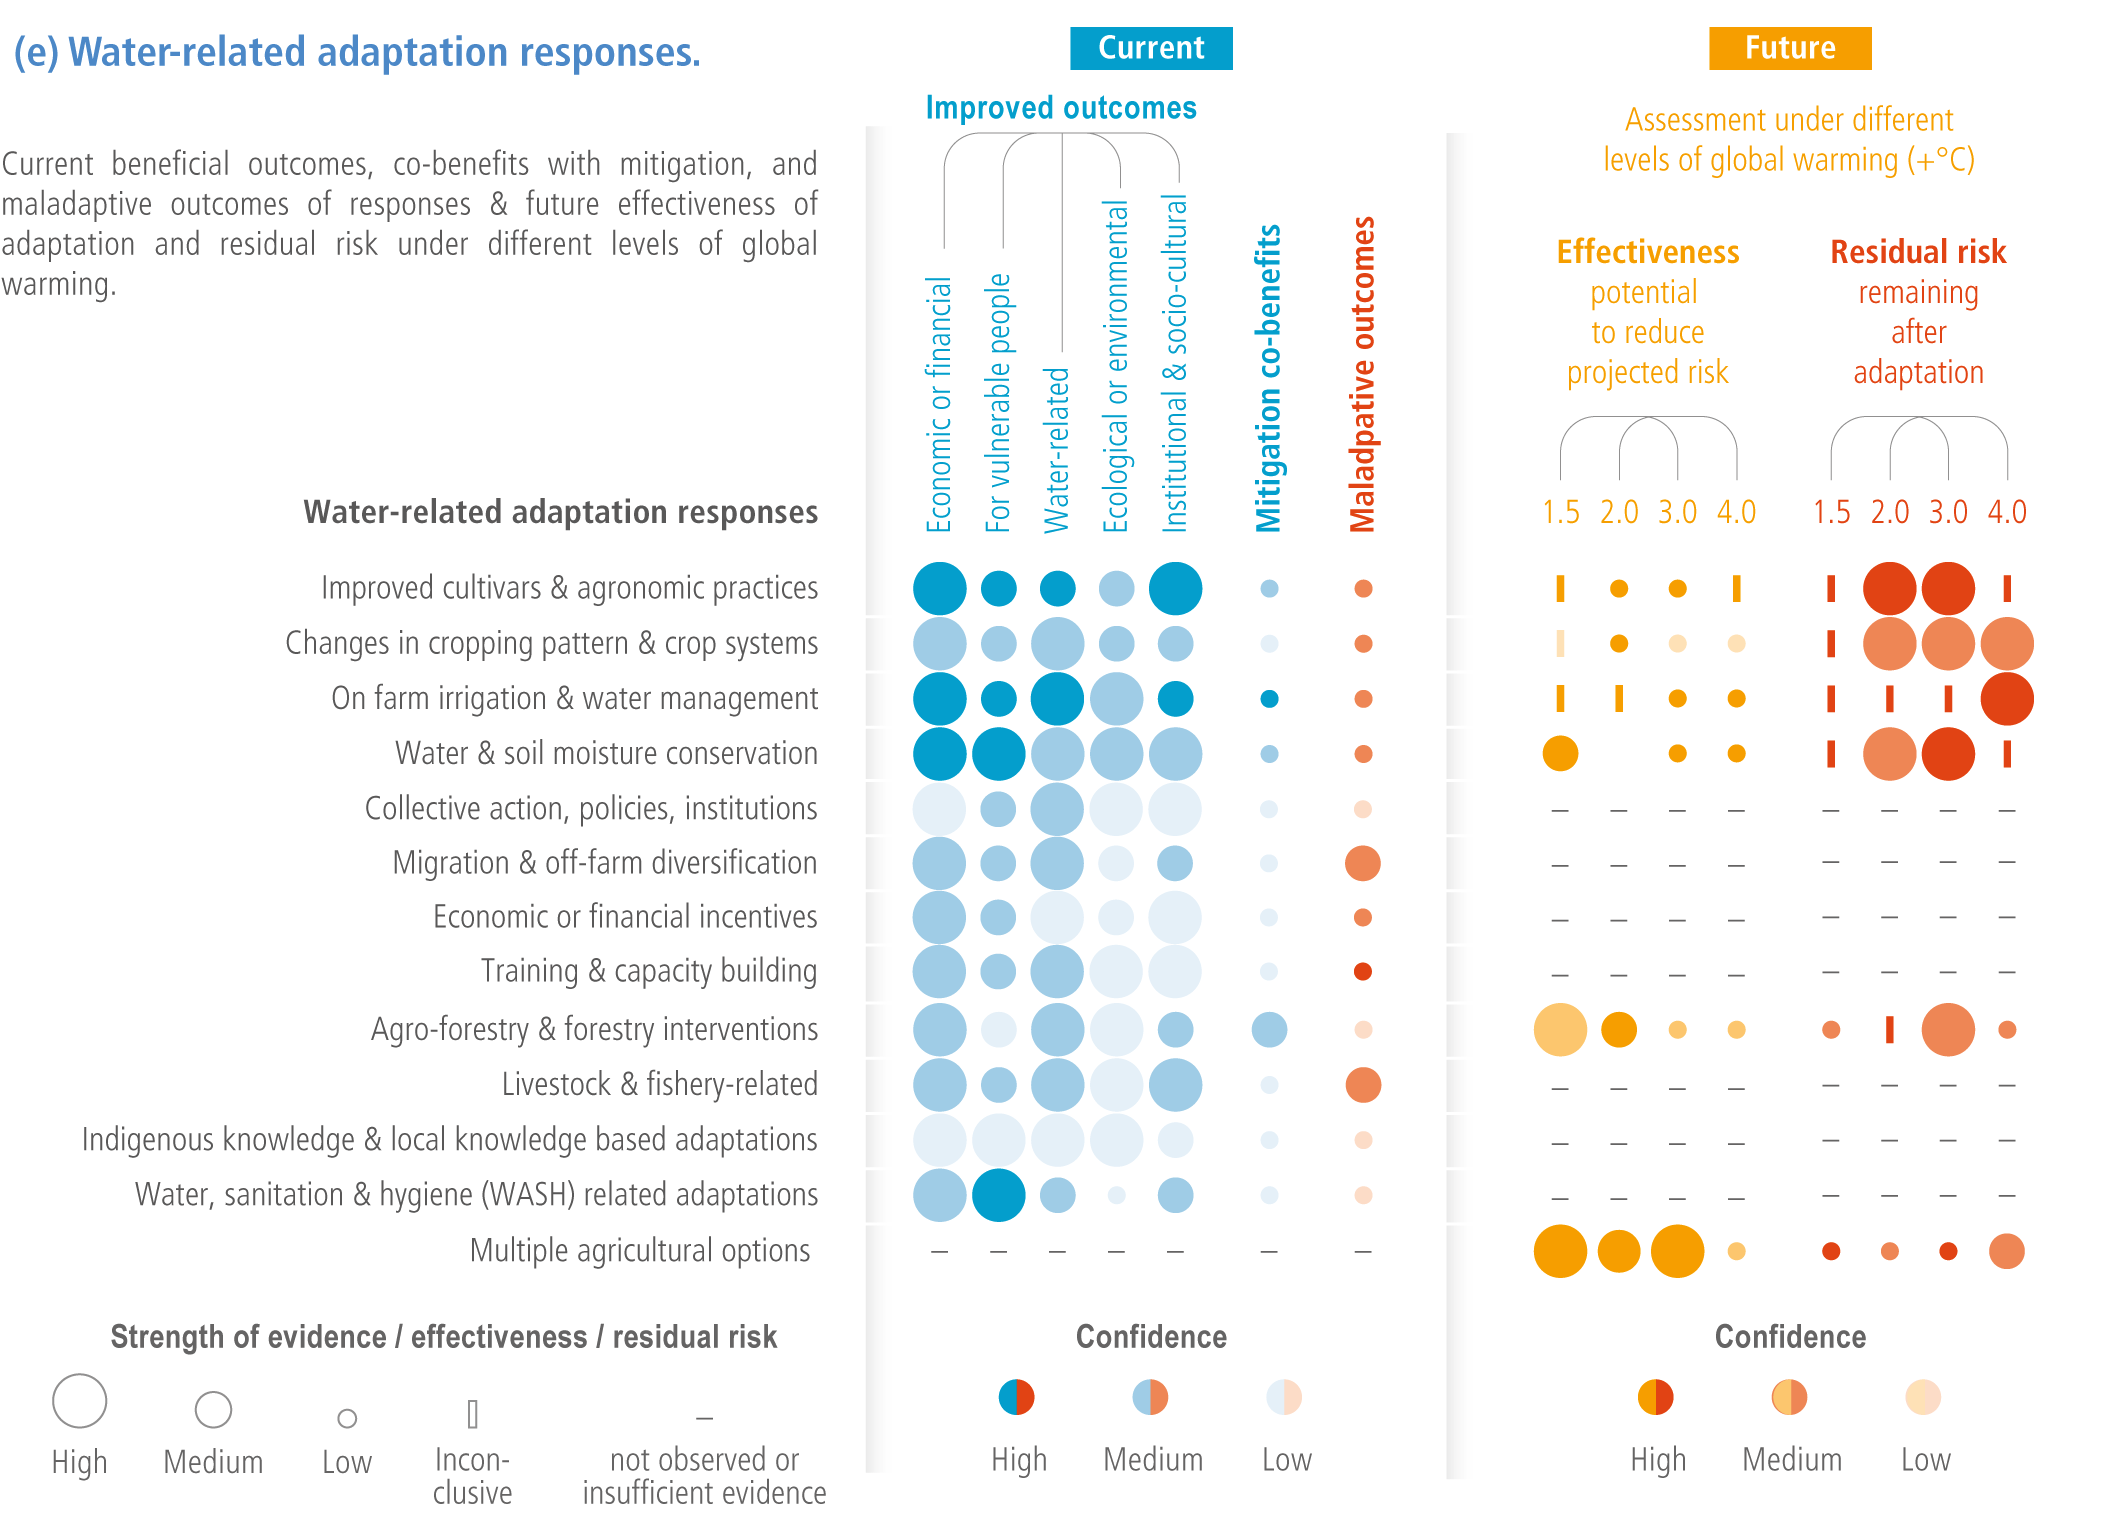 (e) Water-related adaptation responses.
Current beneficial outcomes, co-benefits with mitigation, and
maladaptive outcomes of responses & future effectiveness of
adaptation and residual risk under different levels of global
warming.
Current
Improved outcomes
Economic or financial
For vulnerable people
Water-related
Ecological or environmental
Institutional & socio-cultural
Mitigation co-benefits
Maladpative outcomes
Future
Assessment under different
levels of global warming (+°C)
Effectiveness
potential
to reduce
projected risk
Residual risk
remaining
after
adaptation
1.5 2.0 3.0 4.0
1.5 2.0 3.0 4.0
Water-related adaptation responses
Improved cultivars & agronomic practices
Changes in cropping pattern & crop systems
On farm irrigation & water management
Water & soil moisture conservation
Collective action, policies, institutions
Migration & off-farm diversification
Economic or financial incentives
Training & capacity building
Agro-forestry & forestry interventions
Livestock & fishery-related
Indigenous knowledge & local knowledge based adaptations
Water, sanitation & hygiene (WASH) related adaptations
Multiple agricultural options
Strength of evidence / effectiveness / residual risk
High
Medium
Low
Incon-
clusive
not observed or
insufficient evidence
Confidence
High
Medium
Low
Confidence
High
Medium
Low